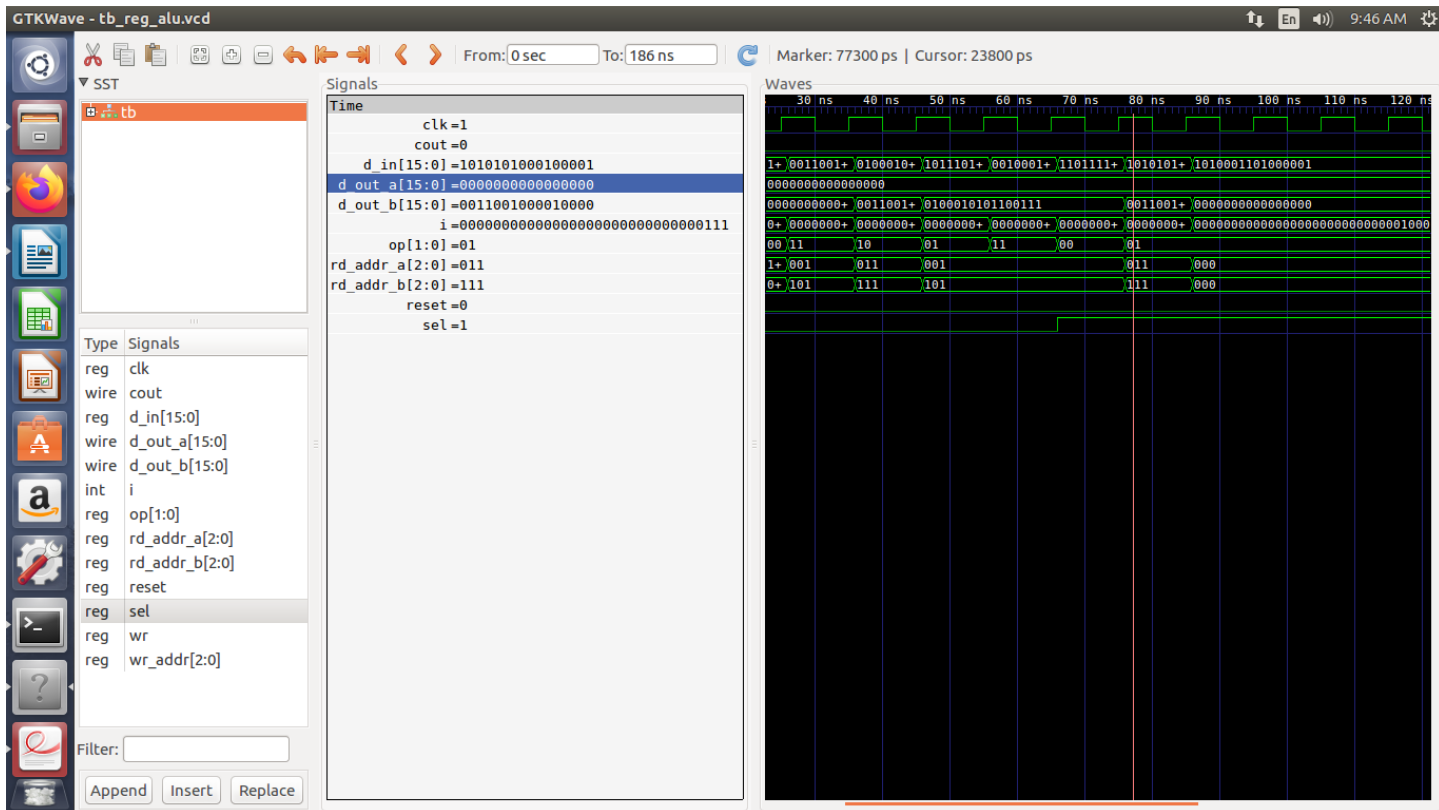 GTKWave - tb_reg_alu.vcd
En 9:46 AM
From: 0 sec To: 186 ns Marker: 77300 ps | Cursor: 23800 ps
SST
tb
Type Signals
reg clk
wire cout
reg d_in[15:0]
wire d_out_a[15:0]
wire d_out_b[15:0]
int i
reg op[1:0]
reg rd_addr_a[2:0]
reg rd_addr_b[2:0]
reg reset
reg sel
reg wr
reg wr_addr[2:0]
Filter:
Append Insert Replace
Signals
Time
clk =1
cout =0
d_in[15:0] =1010101000100001
d_out_a[15:0] =0000000000000000
d_out_b[15:0] =0011001000010000
i =00000000000000000000000000000111
op[1:0] =01
rd_addr_a[2:0] =011
rd_addr_b[2:0] =111
reset =0
sel =1
Waves
30 ns 40 ns 50 ns 60 ns 70 ns 80 ns 90 ns 100 ns 110 ns 120 ns
1+ 0011001+ 0100010+ 1011101+ 0010001+ 1101111+ 1010101+ 1010001101000001
0000000000000000
0000000000+ 0011001+ 0100010101100111 0011001+ 0000000000000000
0+ 0000000+ 0000000+ 0000000+ 0000000+ 0000000+ 0000000+ 00000000000000000000000000001000
00 11 10 01 11 00 01
1+ 001 011 001 011 000
0+ 101 111 101 111 000